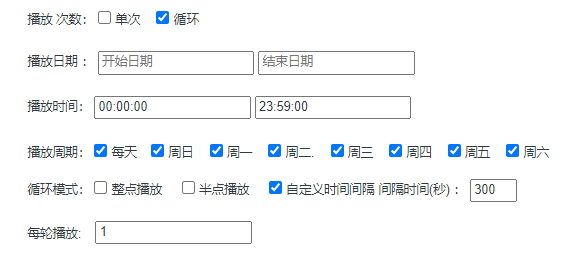 播放 次数： 单次 循环
播放日期 ： 开始日期 结束日期
播放时间： 00:00:00 23:59:00
播放周期： 每天 周日 周一 周二. 周三 周四 周五 周六
循环模式： 整点播放 半点播放 自定义时间间隔 间隔时间(秒) ： 300
每轮播放: 1